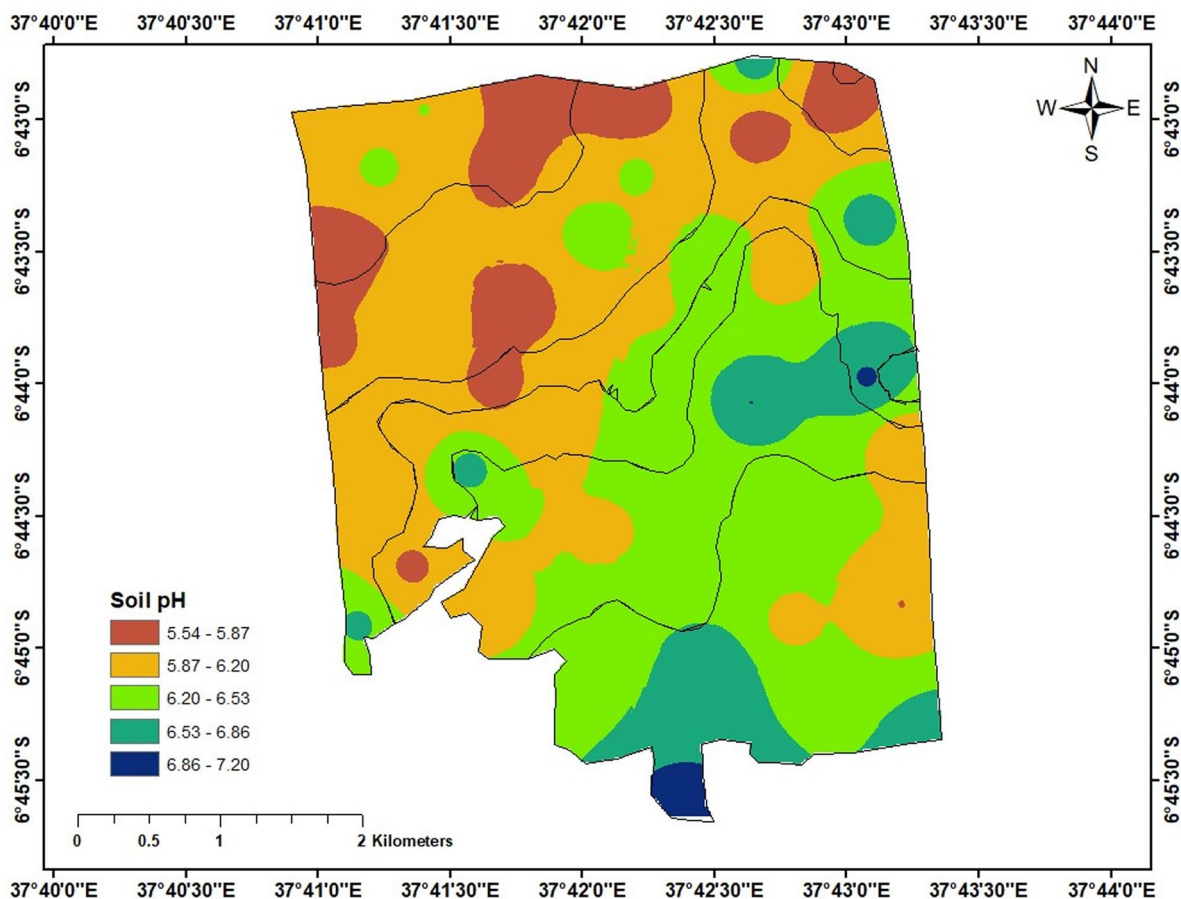 37°40'0"E 37°40'30"E 37°41'0"E 37°41'30"E 37°42'0"E 37°42'30"E 37°43'0"E 37°43'30"E 37°44'0"E
N
W E
S
6°43'0"S 6°43'0"S
6°43'30"S 6°43'30"S
6°44'0"S 6°44'0"S
6°44'30"S 6°44'30"S
6°45'0"S 6°45'0"S
6°45'30"S 6°45'30"S
Soil pH
5.54 - 5.87
5.87 - 6.20
6.20 - 6.53
6.53 - 6.86
6.86 - 7.20
0 0.5 1 2 Kilometers
37°40'0"E 37°40'30"E 37°41'0"E 37°41'30"E 37°42'0"E 37°42'30"E 37°43'0"E 37°43'30"E 37°44'0"E